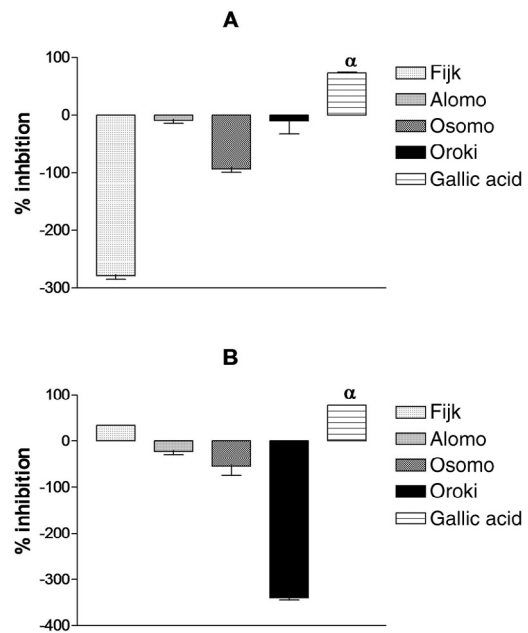 A
α
100
0
-100
-200
-300
% inhbition
Fijk
Alomo
Osomo
Oroki
Gallic acid
B
α
100
0
-100
-200
-300
-400
% inhibition
Fijk
Alomo
Osomo
Oroki
Gallic acid